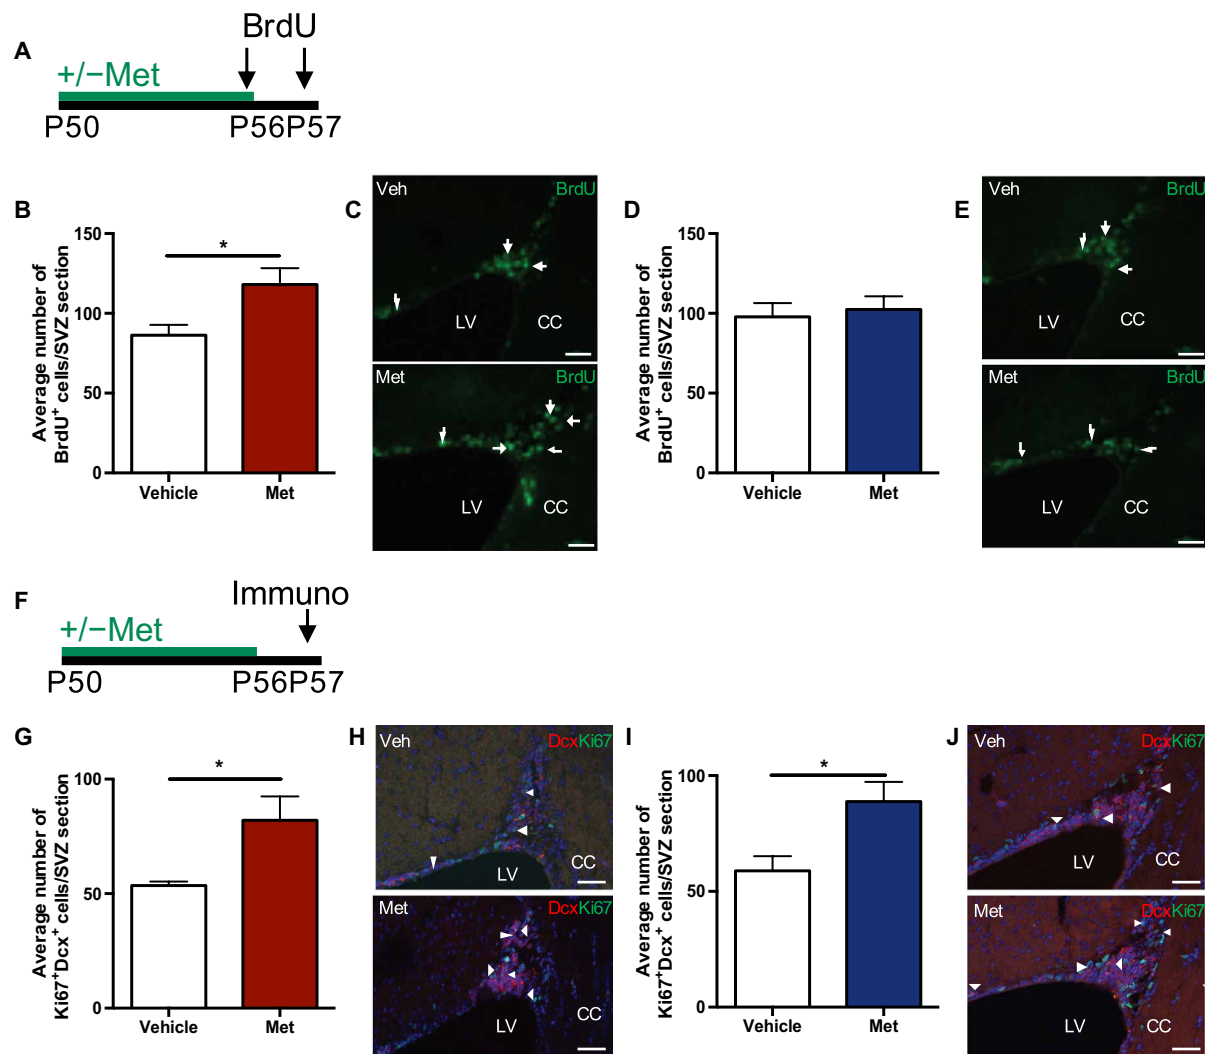 A
BrdU
+/−Met
P50
P56P57
B
Average number of
BrdU⁺ cells/SVZ section
150
100
50
0
*
Vehicle
Met
C
Veh
BrdU
LV
CC
Met
BrdU
LV
CC
D
Average number of
BrdU⁺ cells/SVZ section
150
100
50
0
Vehicle
Met
E
Veh
BrdU
LV
CC
Met
BrdU
LV
CC
F
Immuno
+/−Met
P50
P56P57
G
Average number of
Ki67⁺Dcx⁺ cells/SVZ section
100
50
0
*
Vehicle
Met
H
Veh
DcxKi67
LV
CC
Met
DcxKi67
LV
CC
I
Average number of
Ki67⁺Dcx⁺ cells/SVZ section
100
50
0
*
Vehicle
Met
J
Veh
DcxKi67
LV
CC
Met
DcxKi67
LV
CC